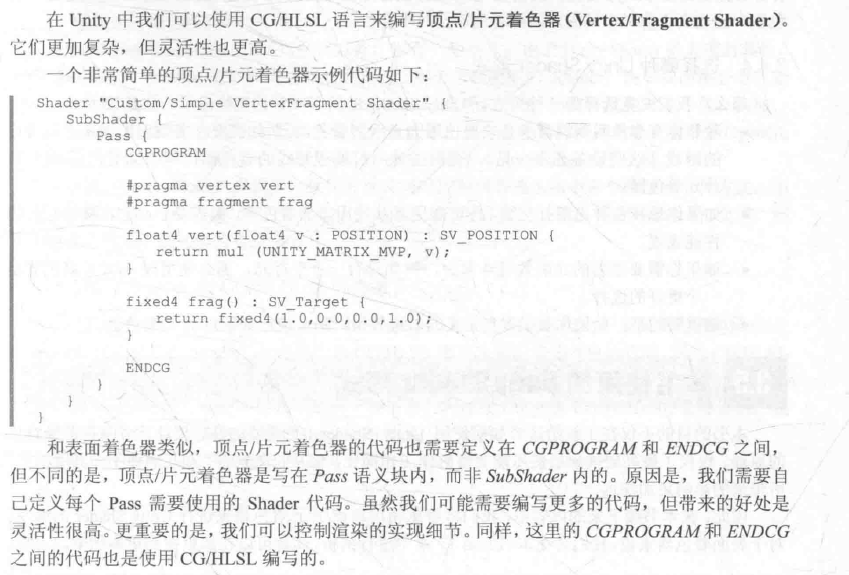 在 Unity 中我们可以使用 CG/HLSL 语言来编写顶点/片元着色器（Vertex/Fragment Shader）。
它们更加复杂，但灵活性也更高。
一个非常简单的顶点/片元着色器示例代码如下：
Shader "Custom/Simple VertexFragment Shader" {
SubShader {
Pass {
CGPROGRAM
#pragma vertex vert
#pragma fragment frag
float4 vert(float4 v : POSITION) : SV_POSITION {
return mul (UNITY_MATRIX_MVP, v);
}
fixed4 frag() : SV_Target {
return fixed4(1.0,0.0,0.0,1.0);
}
ENDCG
}
}
}
和表面着色器类似，顶点/片元着色器的代码也需要定义在 CGPROGRAM 和 ENDCG 之间，
但不同的是，顶点/片元着色器是写在 Pass 语义块内，而非 SubShader 内的。原因是，我们需要自
己定义每个 Pass 需要使用的 Shader 代码。虽然我们可能需要编写更多的代码，但带来的好处是
灵活性很高。更重要的是，我们可以控制渲染的实现细节。同样，这里的 CGPROGRAM 和 ENDCG
之间的代码也是使用 CG/HLSL 编写的。